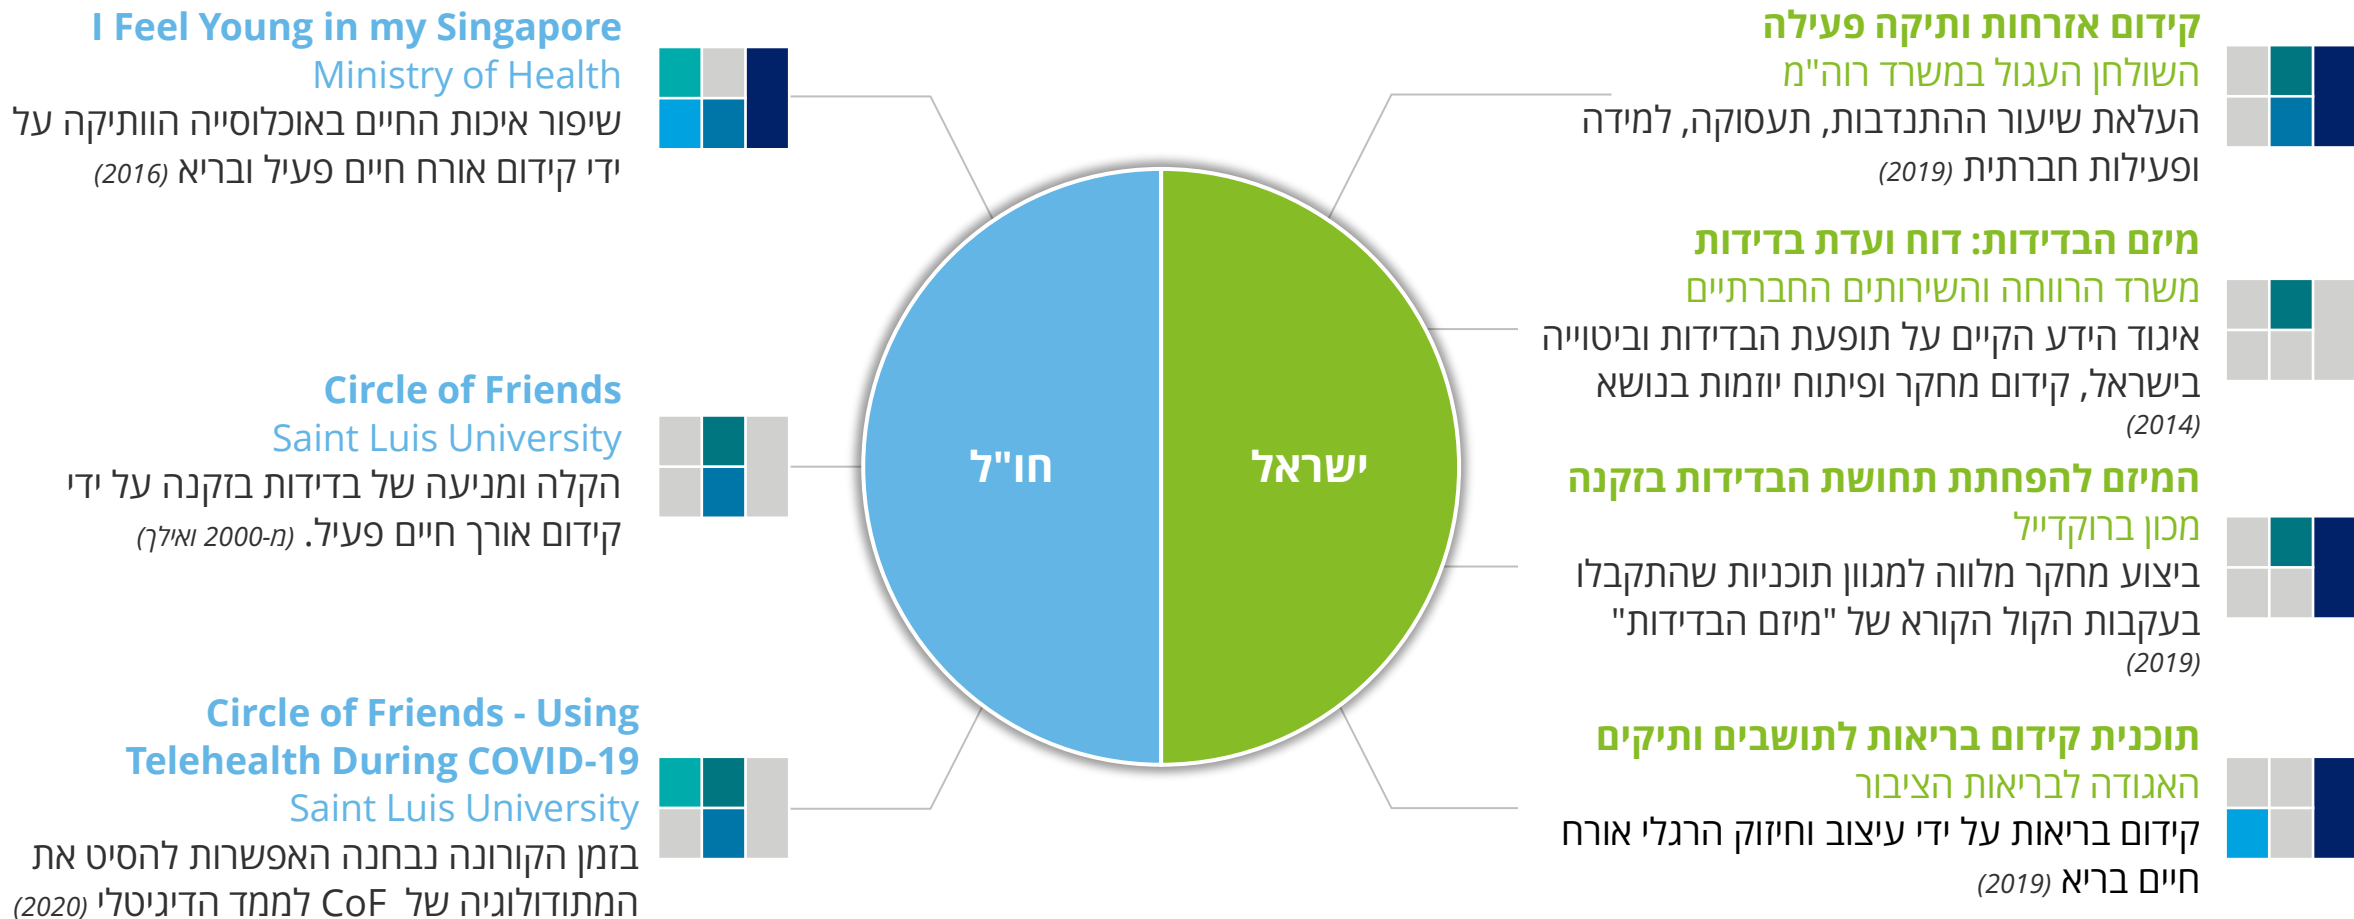 קידום אזרחות ותיקה פעילה
השולחן העגול במשרד רוה"מ
העלאת שיעור ההתנדבות, תעסוקה, למידה
ופעילות חברתית (2019)
מיזם הבדידות: דוח ועדת בדידות
משרד הרווחה והשירותים החברתיים
איגוד הידע הקיים על תופעת הבדידות וביטוייה
בישראל, קידום מחקר ופיתוח יוזמות בנושא
(2014)
המיזם להפחתת תחושת הבדידות בזקנה
מכון ברוקדייל
ביצוע מחקר מלווה למגוון תוכניות שהתקבלו
בעקבות הקול הקורא של "מיזם הבדידות"
(2019)
תוכנית קידום בריאות לתושבים ותיקים
האגודה לבריאות הציבור
קידום בריאות על ידי עיצוב וחיזוק הרגלי אורח
חיים בריא (2019)
ישראל
חו"ל
I Feel Young in my Singapore
Ministry of Health
שיפור איכות החיים באוכלוסייה הוותיקה על
ידי קידום אורח חיים פעיל ובריא (2016)
Circle of Friends
Saint Luis University
הקלה ומניעה של בדידות בזקנה על ידי
קידום אורך חיים פעיל. (מ-2000 ואילך)
Circle of Friends - Using
Telehealth During COVID-19
Saint Luis University
בזמן הקורונה נבחנה האפשרות להסיט את
המתודולוגיה של CoF לממד הדיגיטלי (2020)